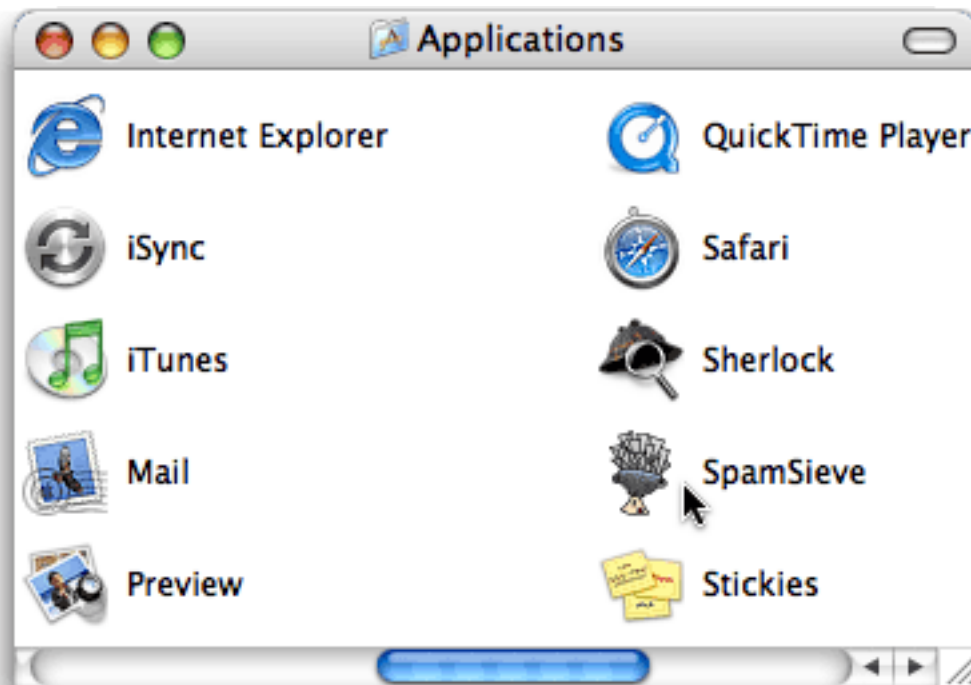 Applications
Internet Explorer
QuickTime Player
iSync
Safari
iTunes
Sherlock
Mail
SpamSieve
Preview
Stickies